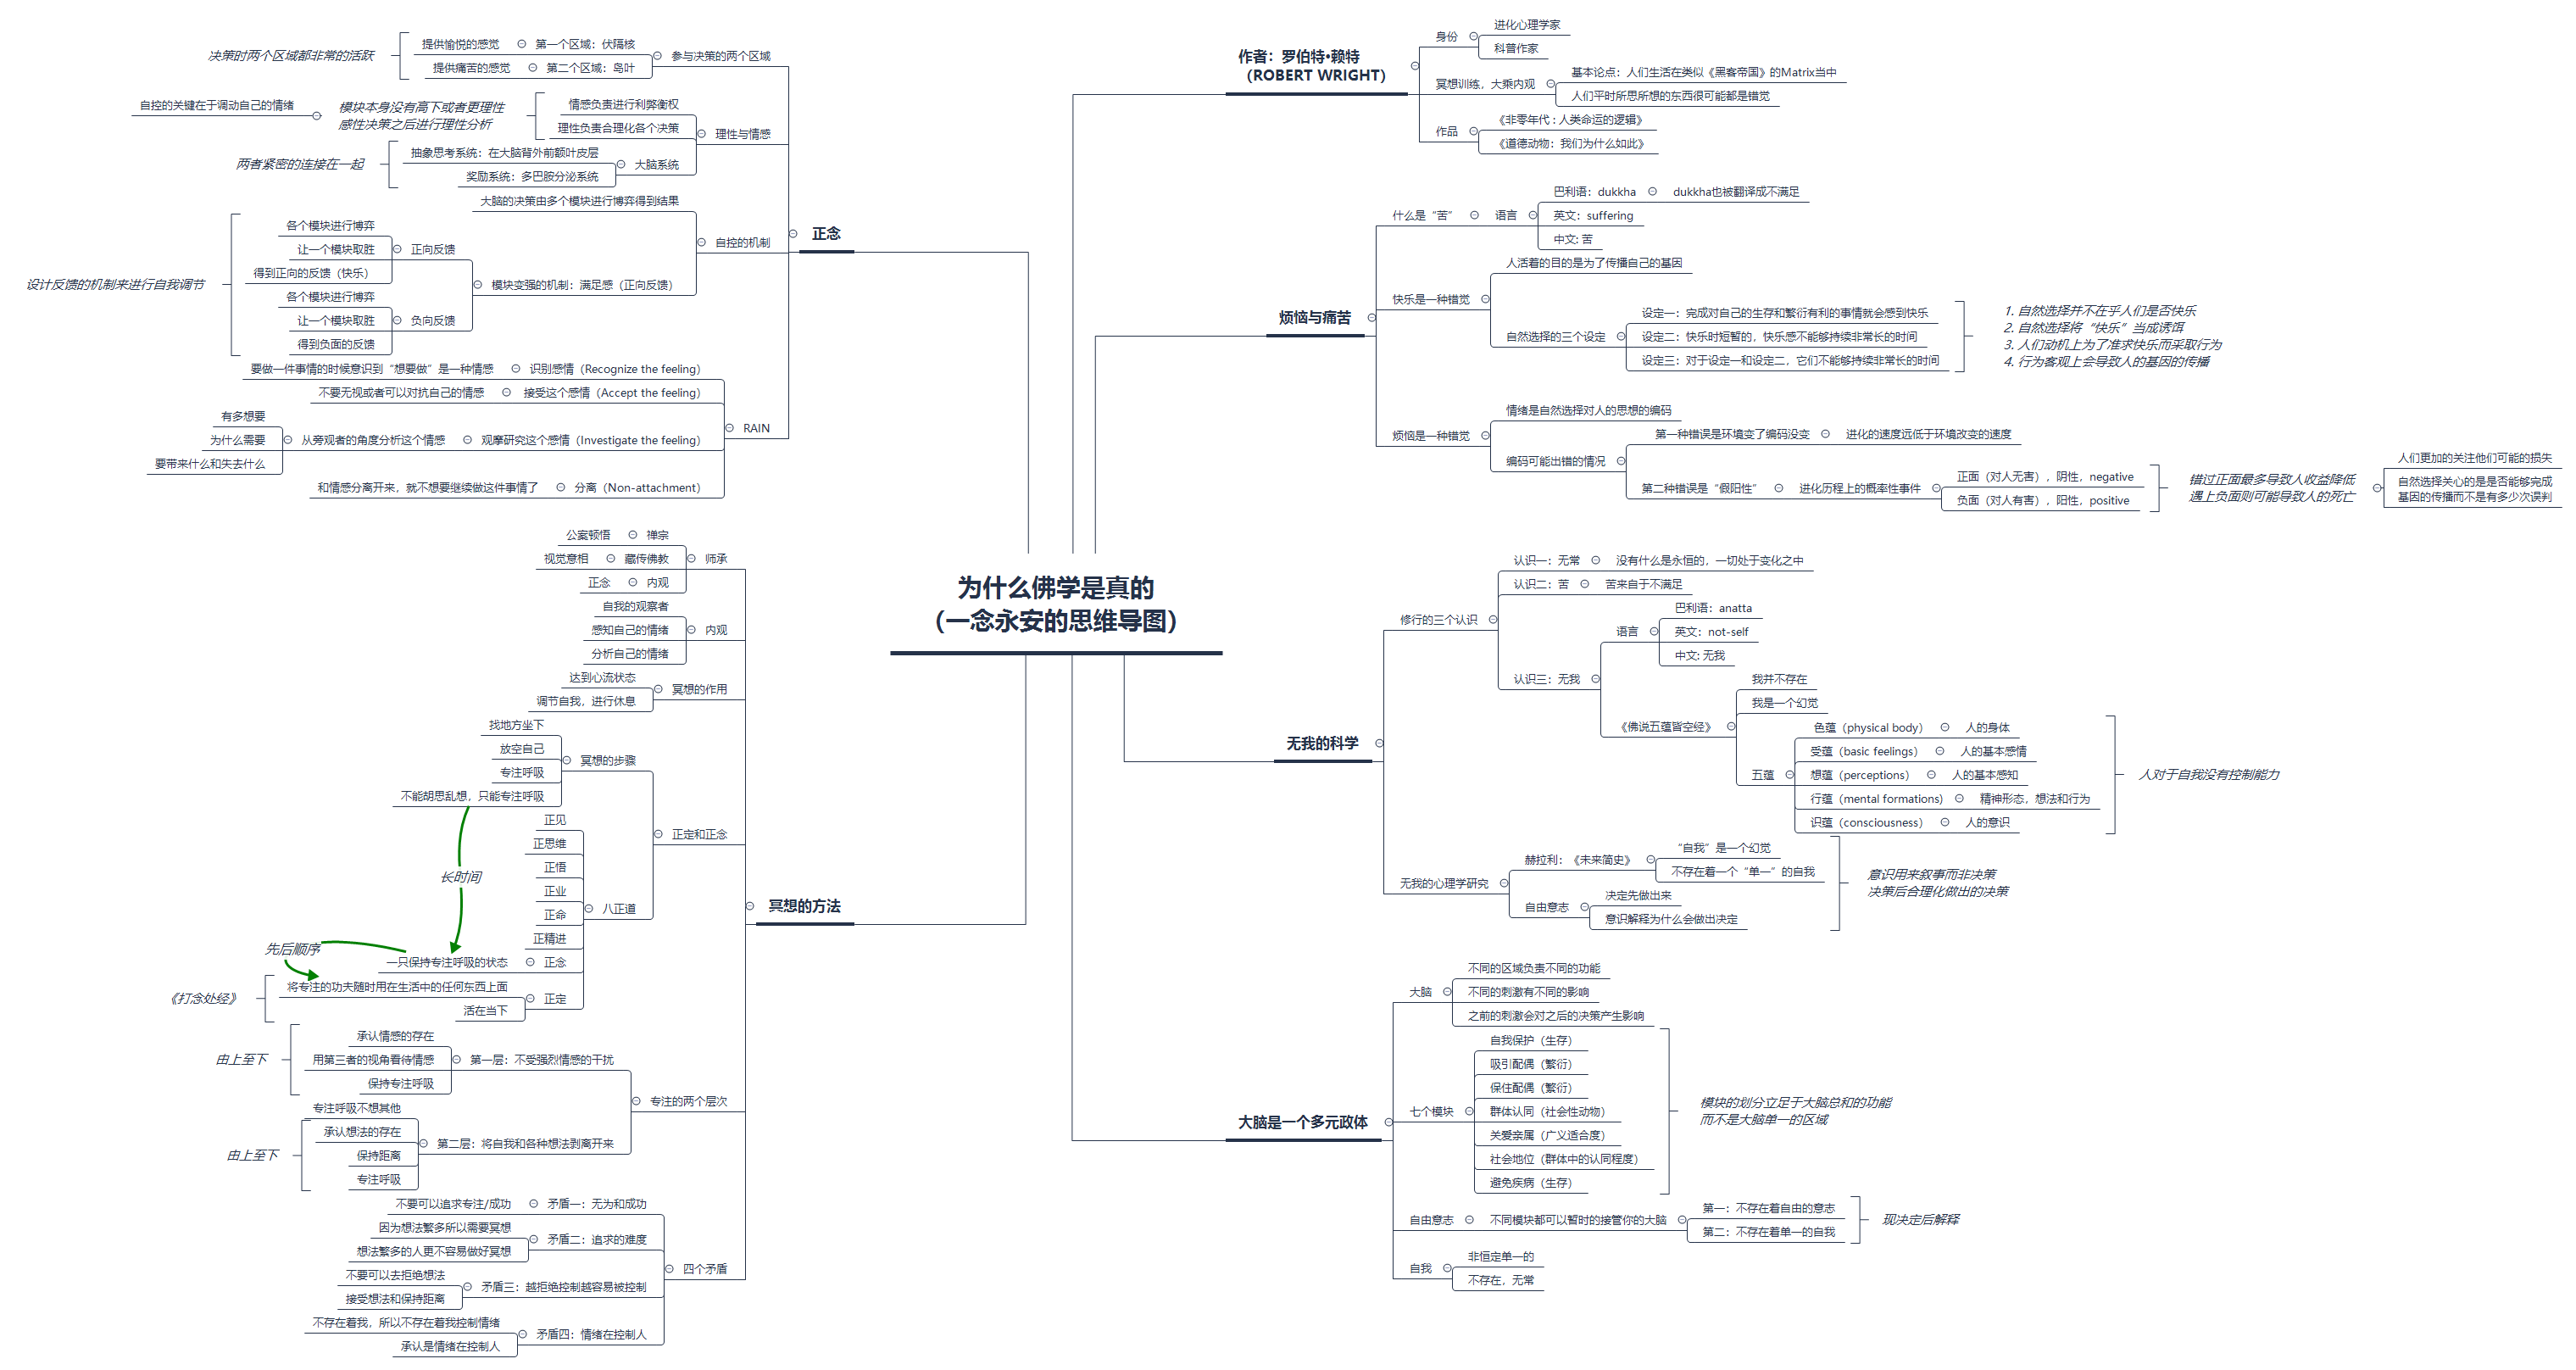 为什么佛学是真的
（一念永安的思维导图）
作者：罗伯特•赖特
（ROBERT WRIGHT）
身份
进化心理学家
科普作家
冥想训练，大乘内观
基本论点：人们生活在类似《黑客帝国》的Matrix当中
人们平时所思所想的东西很可能都是错觉
作品
《非零年代：人类命运的逻辑》
《道德动物：我们为什么如此》
烦恼与痛苦
什么是“苦”
语言
巴利语：dukkha
dukkha也被翻译成不满足
英文：suffering
中文: 苦
快乐是一种错觉
人活着的目的是为了传播自己的基因
自然选择的三个设定
设定一：完成对自己的生存和繁衍有利的事情就会感到快乐
设定二：快乐时短暂的，快乐感不能够持续非常长的时间
设定三：对于设定一和设定二，它们不能够持续非常长的时间
1. 自然选择并不在乎人们是否快乐
2. 自然选择将“快乐”当成诱饵
3. 人们动机上为了准求快乐而采取行为
4. 行为客观上会导致人的基因的传播
烦恼是一种错觉
情绪是自然选择对人的思想的编码
编码可能出错的情况
第一种错误是环境变了编码没变
进化的速度远低于环境改变的速度
第二种错误是“假阳性”
进化历程上的概率性事件
正面（对人无害），阴性，negative
负面（对人有害），阳性，positive
错过正面最多导致人收益降低
遇上负面则可能导致人的死亡
人们更加的关注他们可能的损失
自然选择关心的是是否能够完成
基因的传播而不是有多少次误判
无我的科学
修行的三个认识
认识一：无常
没有什么是永恒的，一切处于变化之中
认识二：苦
苦来自于不满足
认识三：无我
语言
巴利语：anatta
英文：not-self
中文: 无我
《佛说五蕴皆空经》
我并不存在
我是一个幻觉
五蕴
色蕴（physical body）
人的身体
受蕴（basic feelings）
人的基本感情
想蕴（perceptions）
人的基本感知
行蕴（mental formations)
精神形态，想法和行为
识蕴（consciousness）
人的意识
人对于自我没有控制能力
无我的心理学研究
赫拉利：《未来简史》
“自我”是一个幻觉
不存在着一个“单一”的自我
自由意志
决定先做出来
意识解释为什么会做出决定
意识用来叙事而非决策
决策后合理化做出的决策
大脑是一个多元政体
大脑
不同的区域负责不同的功能
不同的刺激有不同的影响
之前的刺激会对之后的决策产生影响
七个模块
自我保护（生存）
吸引配偶（繁衍）
保住配偶（繁衍）
群体认同（社会性动物）
关爱亲属（广义适合度）
社会地位（群体中的认同程度）
避免疾病（生存）
模块的划分立足于大脑总和的功能
而不是大脑单一的区域
自由意志
不同模块都可以暂时的接管你的大脑
第一：不存在着自由的意志
第二：不存在着单一的自我
现决定后解释
自我
非恒定单一的
不存在，无常
正念
参与决策的两个区域
第一个区域：伏隔核
提供愉悦的感觉
第二个区域：岛叶
提供痛苦的感觉
决策时两个区域都非常的活跃
理性与情感
情感负责进行利弊衡权
理性负责合理化各个决策
模块本身没有高下或者更理性
感性决策之后进行理性分析
自控的关键在于调动自己的情绪
大脑系统
抽象思考系统：在大脑背外前额叶皮层
奖励系统：多巴胺分泌系统
两者紧密的连接在一起
自控的机制
大脑的决策由多个模块进行博弈得到结果
模块变强的机制：满足感（正向反馈）
正向反馈
各个模块进行博弈
让一个模块取胜
得到正向的反馈（快乐）
负向反馈
各个模块进行博弈
让一个模块取胜
得到负面的反馈
设计反馈的机制来进行自我调节
RAIN
识别感情（Recognize the feeling）
要做一件事情的时候意识到“想要做”是一种情感
接受这个感情（Accept the feeling）
不要无视或者可以对抗自己的情感
观摩研究这个感情（Investigate the feeling）
从旁观者的角度分析这个情感
有多想要
为什么需要
要带来什么和失去什么
分离（Non-attachment）
和情感分离开来，就不想要继续做这件事情了
冥想的方法
师承
禅宗
公案顿悟
藏传佛教
视觉意相
内观
正念
内观
自我的观察者
感知自己的情绪
分析自己的情绪
冥想的作用
达到心流状态
调节自我，进行休息
正定和正念
冥想的步骤
找地方坐下
放空自己
专注呼吸
不能胡思乱想，只能专注呼吸
长时间
八正道
正见
正思维
正悟
正业
正命
正精进
正念
一只保持专注呼吸的状态
先后顺序
正定
将专注的功夫随时用在生活中的任何东西上面
活在当下
《打念处经》
专注的两个层次
第一层：不受强烈情感的干扰
承认情感的存在
用第三者的视角看待情感
保持专注呼吸
由上至下
第二层：将自我和各种想法剥离开来
专注呼吸不想其他
承认想法的存在
保持距离
专注呼吸
由上至下
四个矛盾
矛盾一：无为和成功
不要可以追求专注/成功
矛盾二：追求的难度
因为想法繁多所以需要冥想
想法繁多的人更不容易做好冥想
矛盾三：越拒绝控制越容易被控制
不要可以去拒绝想法
接受想法和保持距离
矛盾四：情绪在控制人
不存在着我，所以不存在着我控制情绪
承认是情绪在控制人